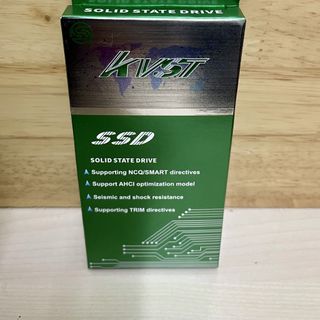 SOLID STATE DRIVE
KVST
SSD
SOLID STATE DRIVE
Supporting NCQ/SMART directives
Support AHCI optimization model
Seismic and shock resistance
Supporting TRIM directives